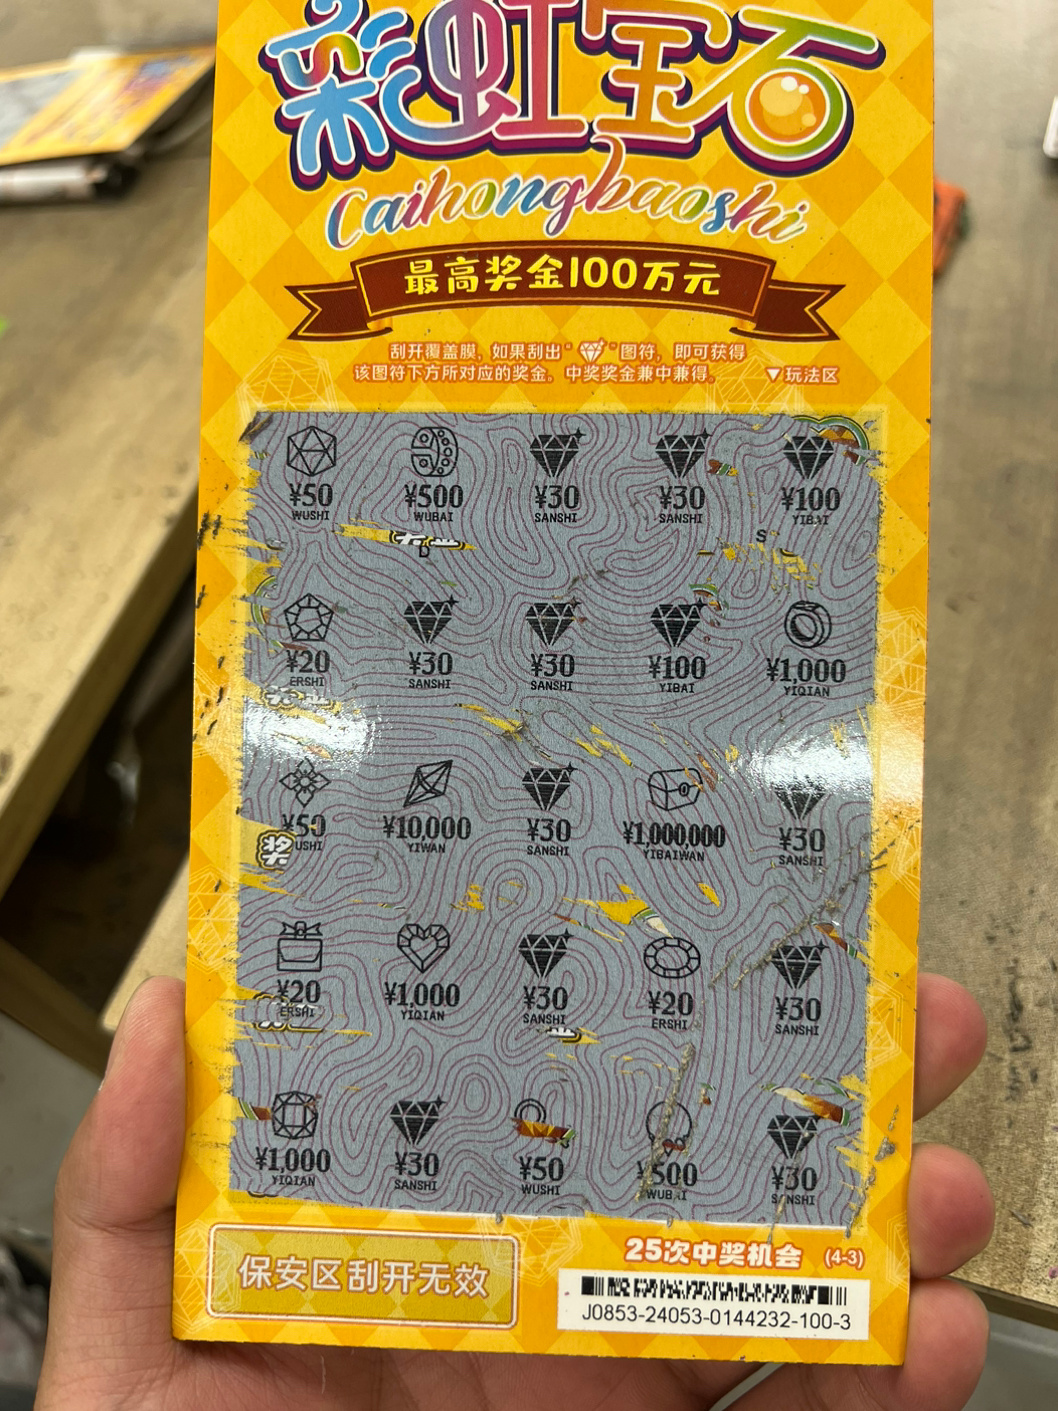 彩虹宝石
Caihongbaoshi
最高奖金100万元
刮开覆盖膜，如果刮出“ ”图符，即可获得
该图符下方所对应的奖金。中奖奖金兼中兼得。 ▼玩法区
¥50 ¥500 ¥30 ¥30 ¥100
WUSHI WUBAI SANSHI SANSHI YIBAI
S
D
¥20 ¥30 ¥30 ¥100 ¥1,000
ERSHI SANSHI SANSHI YIBAI YIQIAN
¥50 ¥10,000 ¥30 ¥1,000,000 ¥30
USHI YIWAN SANSHI YIBAIWAN SANSHI
奖
¥20 ¥1,000 ¥30 ¥20 ¥30
ERSHI YIQIAN SANSHI ERSHI SANSHI
¥1,000 ¥30 ¥50 ¥500 ¥30
YIQIAN SANSHI WUSHI WUBAI SANSHI
25次中奖机会 (4-3)
保安区刮开无效
J0853-24053-0144232-100-3